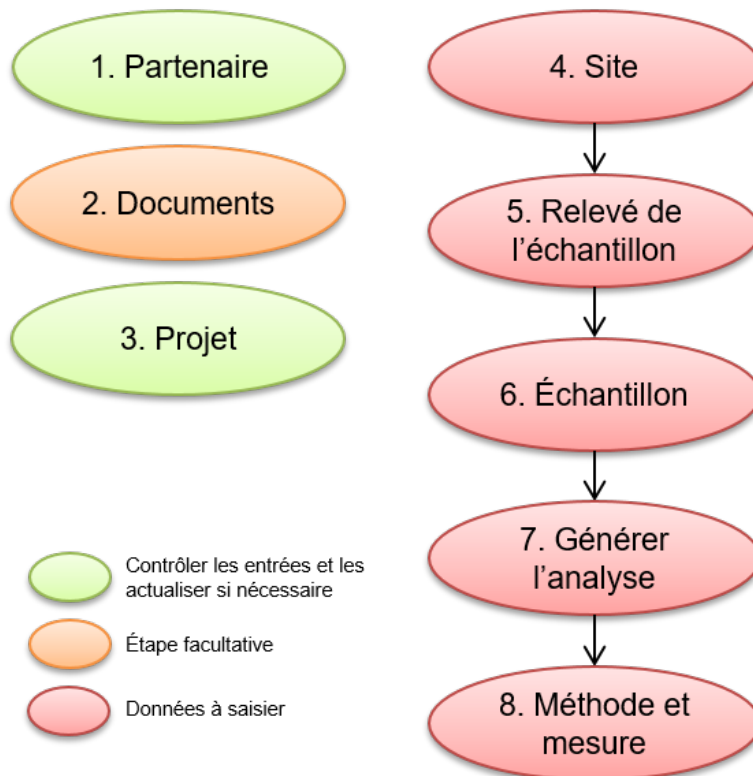 1. Partenaire
2. Documents
3. Projet
4. Site
5. Relevé de
l’échantillon
6. Échantillon
7. Générer
l’analyse
8. Méthode et
mesure
Contrôler les entrées et les
actualiser si nécessaire
Étape facultative
Données à saisier